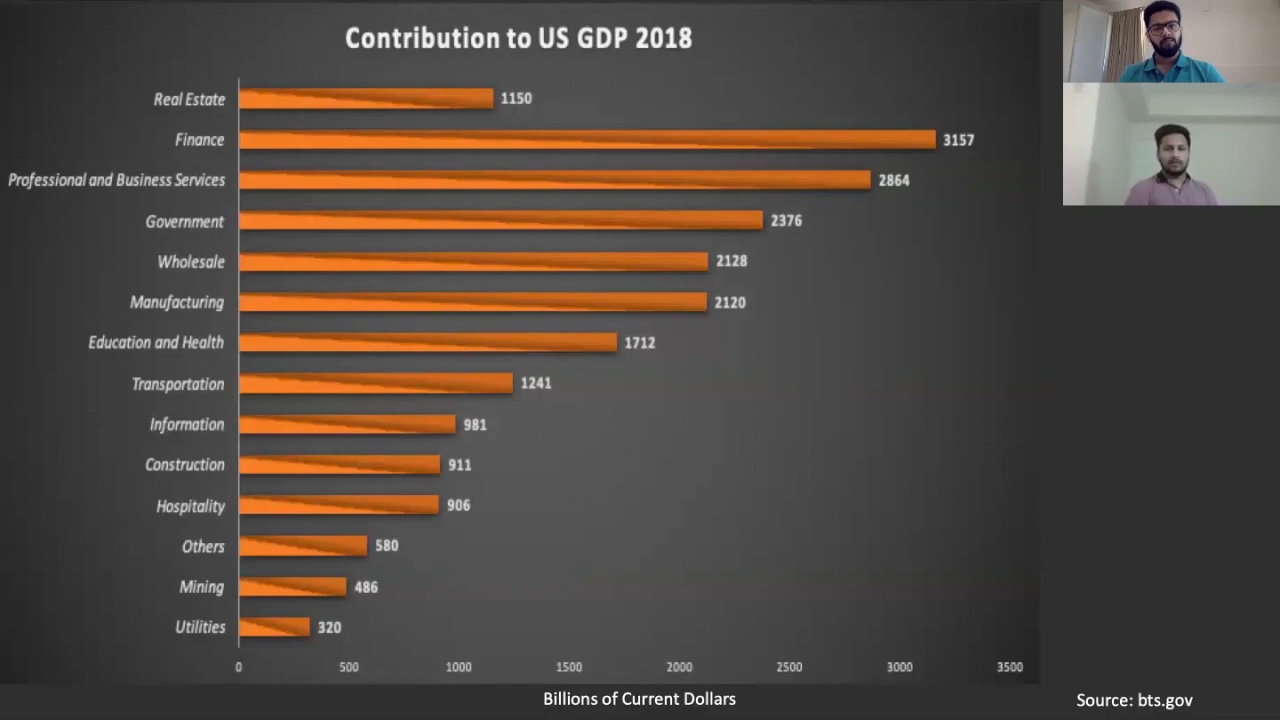 Contribution to US GDP 2018
Real Estate 1150
Finance 3157
Professional and Business Services 2864
Government 2376
Wholesale 2128
Manufacturing 2120
Education and Health 1712
Transportation 1241
Information 981
Construction 911
Hospitality 906
Others 580
Mining 486
Utilities 320
0 500 1000 1500 2000 2500 3000 3500
Billions of Current Dollars
Source: bts.gov